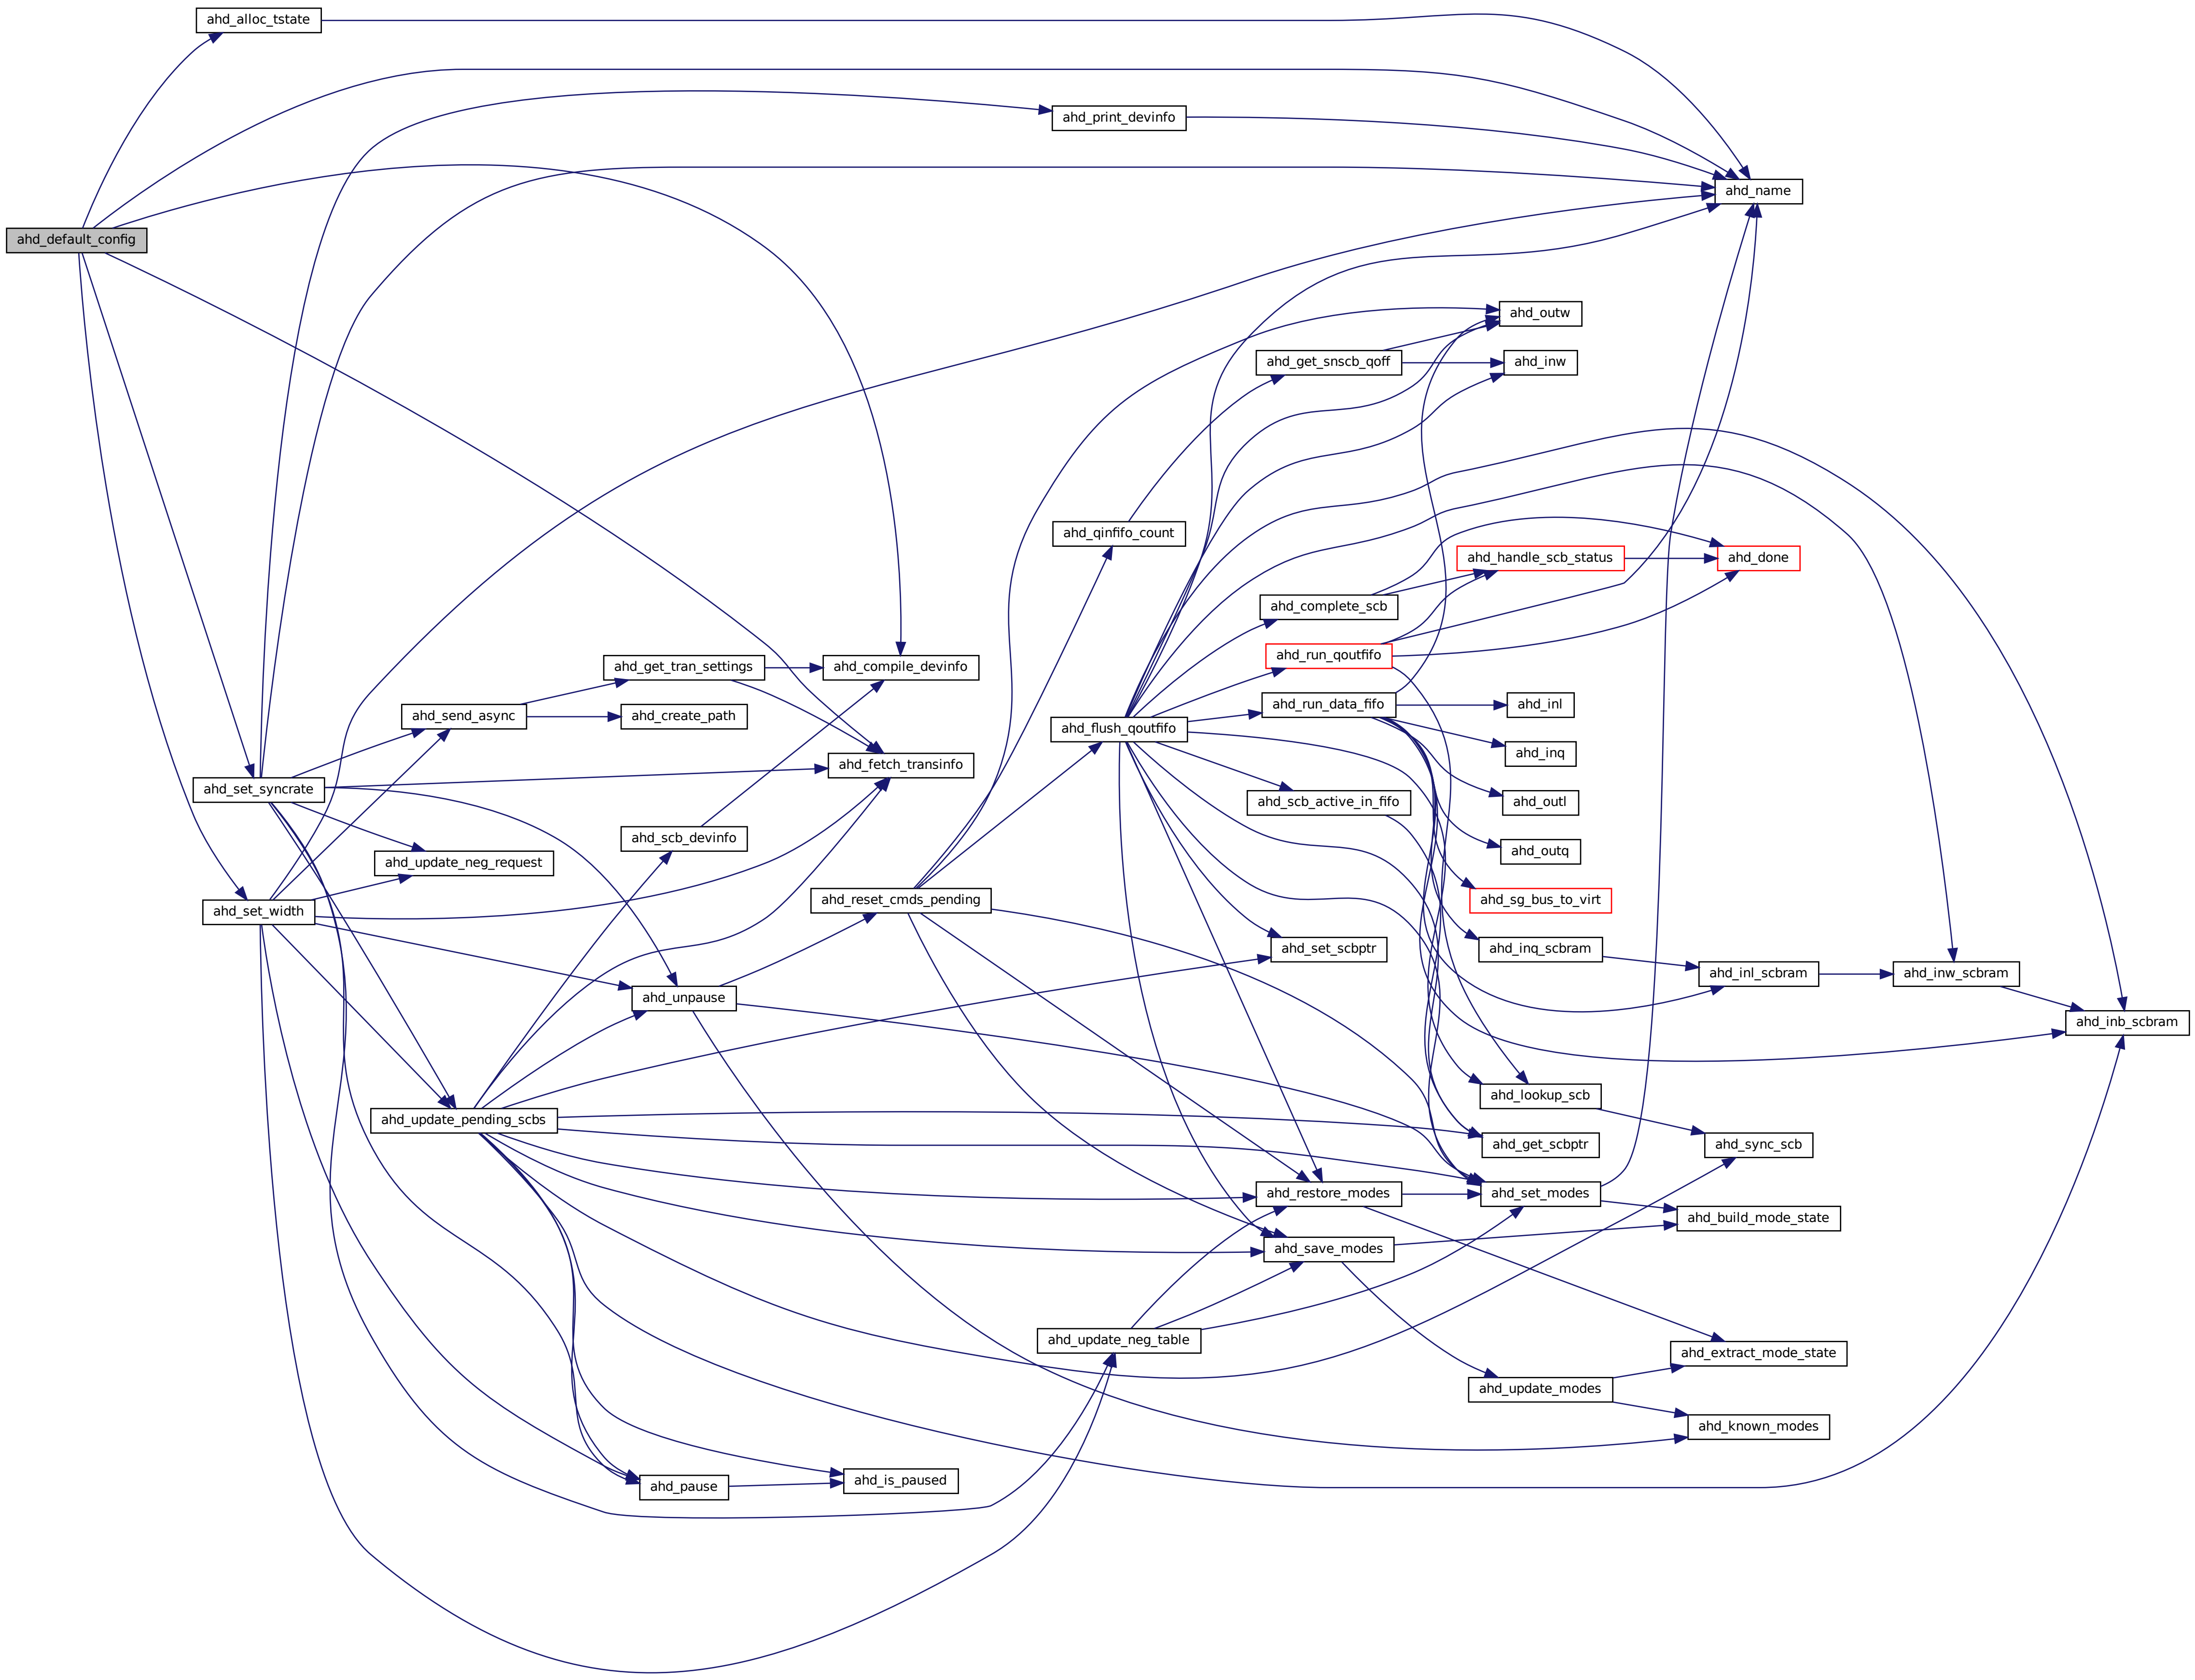 ahd_alloc_tstate
ahd_print_devinfo
ahd_name
ahd_default_config
ahd_outw
ahd_get_snscb_qoff
ahd_inw
ahd_qinfifo_count
ahd_handle_scb_status
ahd_done
ahd_complete_scb
ahd_run_qoutfifo
ahd_get_tran_settings
ahd_compile_devinfo
ahd_run_data_fifo
ahd_inl
ahd_send_async
ahd_create_path
ahd_flush_qoutfifo
ahd_inq
ahd_fetch_transinfo
ahd_set_syncrate
ahd_scb_active_in_fifo
ahd_outl
ahd_scb_devinfo
ahd_outq
ahd_update_neg_request
ahd_reset_cmds_pending
ahd_sg_bus_to_virt
ahd_set_width
ahd_set_scbptr
ahd_inq_scbram
ahd_inl_scbram
ahd_inw_scbram
ahd_unpause
ahd_inb_scbram
ahd_lookup_scb
ahd_update_pending_scbs
ahd_get_scbptr
ahd_sync_scb
ahd_restore_modes
ahd_set_modes
ahd_build_mode_state
ahd_save_modes
ahd_update_neg_table
ahd_extract_mode_state
ahd_update_modes
ahd_known_modes
ahd_pause
ahd_is_paused